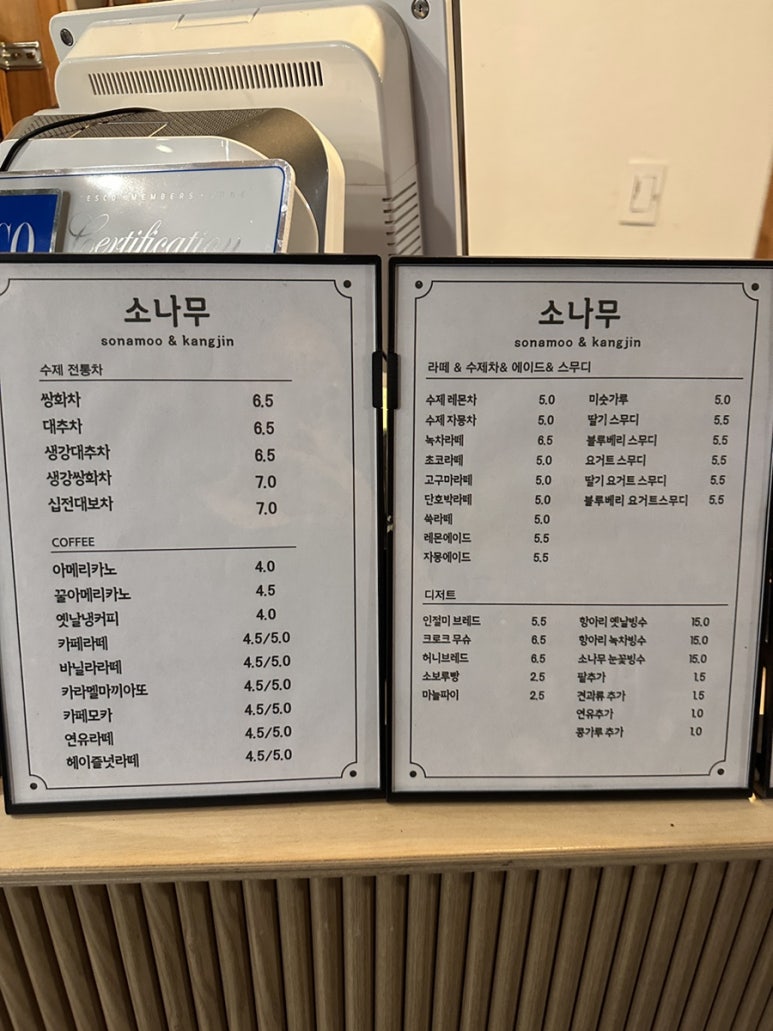 ESCO MEMBERS
Certification
CO
소나무
sonamoo & kangjin
수제 전통차
쌍화차 6.5
대추차 6.5
생강대추차 6.5
생강쌍화차 7.0
십전대보차 7.0
COFFEE
아메리카노 4.0
꿀아메리카노 4.5
옛날냉커피 4.0
카페라떼 4.5/5.0
바닐라라떼 4.5/5.0
카라멜마끼아또 4.5/5.0
카페모카 4.5/5.0
연유라떼 4.5/5.0
헤이즐넛라떼 4.5/5.0
소나무
sonamoo & kangjin
라떼 & 수제차& 에이드& 스무디
수제 레몬차 5.0 미숫가루 5.0
수제 자몽차 5.0 딸기 스무디 5.5
녹차라떼 6.5 블루베리 스무디 5.5
초코라떼 5.0 요거트 스무디 5.5
고구마라떼 5.0 딸기 요거트 스무디 5.5
단호박라떼 5.0 블루베리 요거트스무디 5.5
쑥라떼 5.0
레몬에이드 5.5
자몽에이드 5.5
디저트
인절미 브레드 5.5 항아리 옛날빙수 15.0
크로크 무슈 6.5 항아리 녹차빙수 15.0
허니브레드 6.5 소나무 눈꽃빙수 15.0
소보루빵 2.5 팥추가 1.5
마늘파이 2.5 견과류 추가 1.5
연유추가 1.0
콩가루 추가 1.0